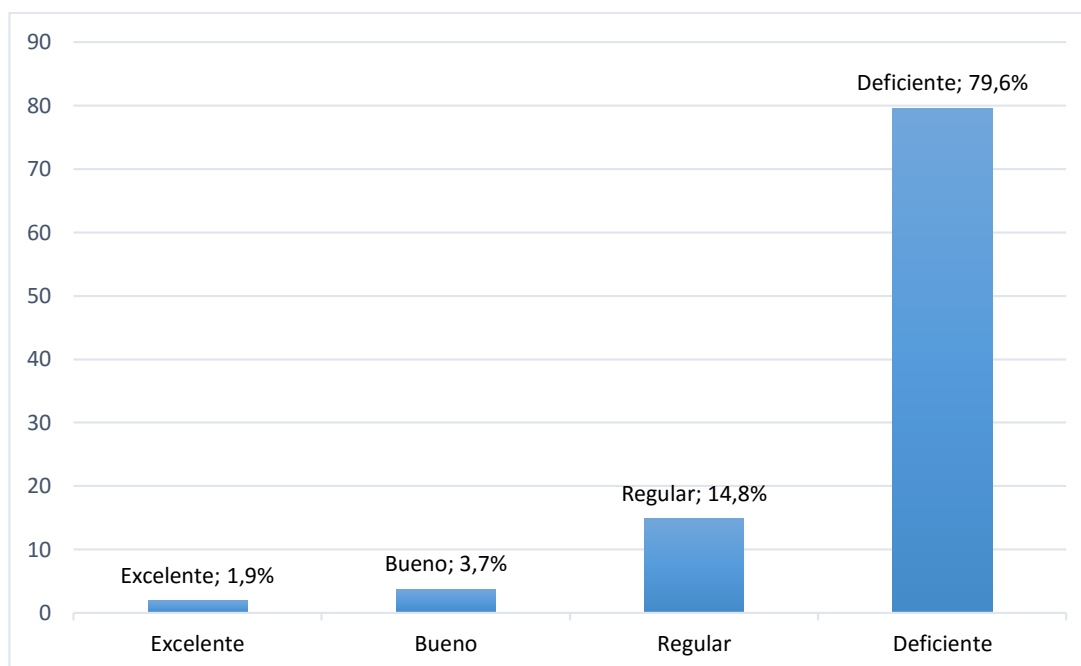 90
80
70
60
50
40
30
20
10
0
Deficiente; 79,6%
Regular; 14,8%
Bueno; 3,7%
Excelente; 1,9%
Excelente
Bueno
Regular
Deficiente